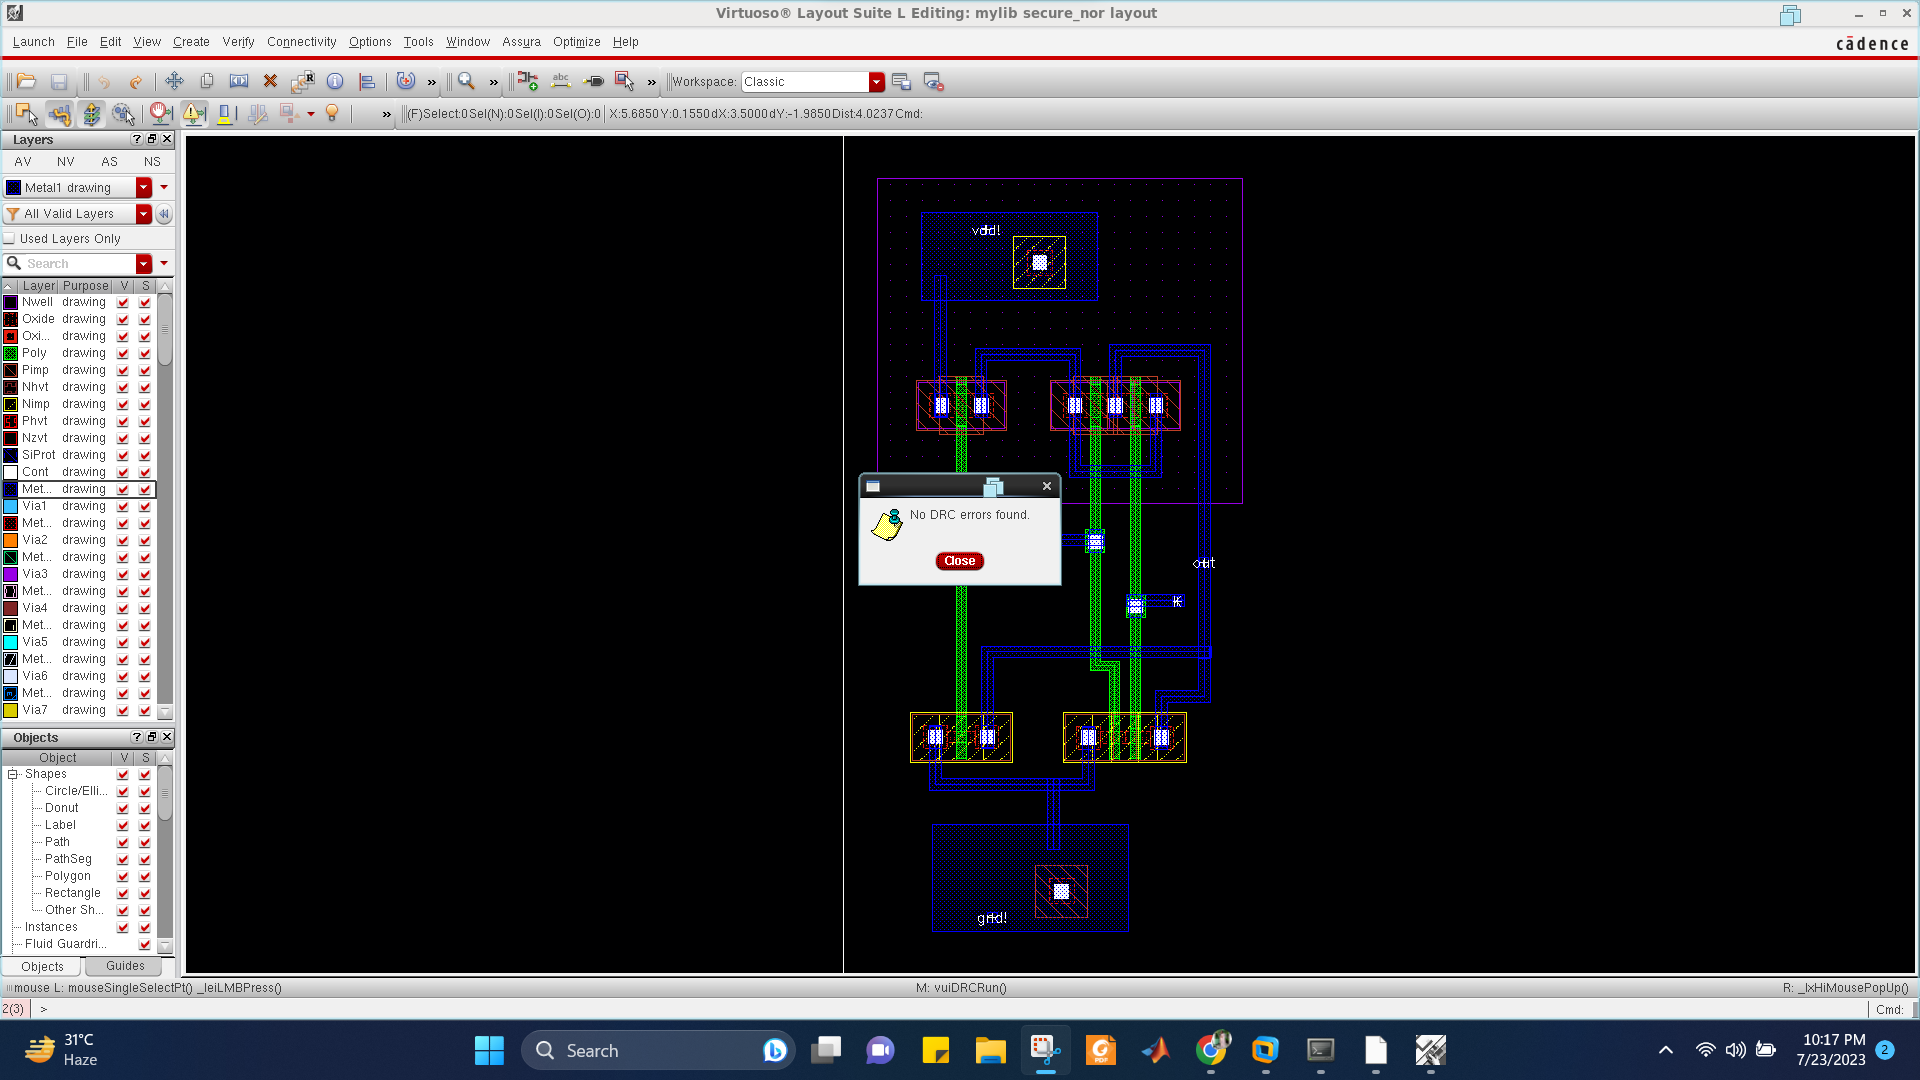 Virtuoso® Layout Suite L Editing: mylib secure_nor layout
Launch File Edit View Create Verify Connectivity Options Tools Window Assura Optimize Help
cādence
abc
R
»
»
»
Workspace: Classic
»
(F)Select:0 Sel(N):0 Sel(I):0 Sel(O):0 X:5.6850 Y:0.1550 dX:3.5000 dY:-1.9850 Dist:4.0237 Cmd:
Layers
AV NV AS NS
Metal1 drawing
All Valid Layers
Used Layers Only
Search
Layer Purpose V S
Nwell drawing
Oxide drawing
Oxi... drawing
Poly drawing
Pimp drawing
Nhvt drawing
Nimp drawing
Phvt drawing
Nzvt drawing
SiProt drawing
Cont drawing
Met... drawing
Via1 drawing
Met... drawing
Via2 drawing
Met... drawing
Via3 drawing
Met... drawing
Via4 drawing
Met... drawing
Via5 drawing
Met... drawing
Via6 drawing
Met... drawing
Via7 drawing
Objects
Object V S
Shapes
Circle/Elli...
Donut
Label
Path
PathSeg
Polygon
Rectangle
Other Sh...
Instances
Fluid Guardri...
Objects Guides
vdd!
No DRC errors found.
Close
out
gnd!
mouse L: mouseSingleSelectPt() _leiLMBPress()
M: vuiDRCRun()
R: _lxHiMousePopUp()
2(3) >
Cmd:
31°C
Haze
Search
PDF
10:17 PM
7/23/2023
2